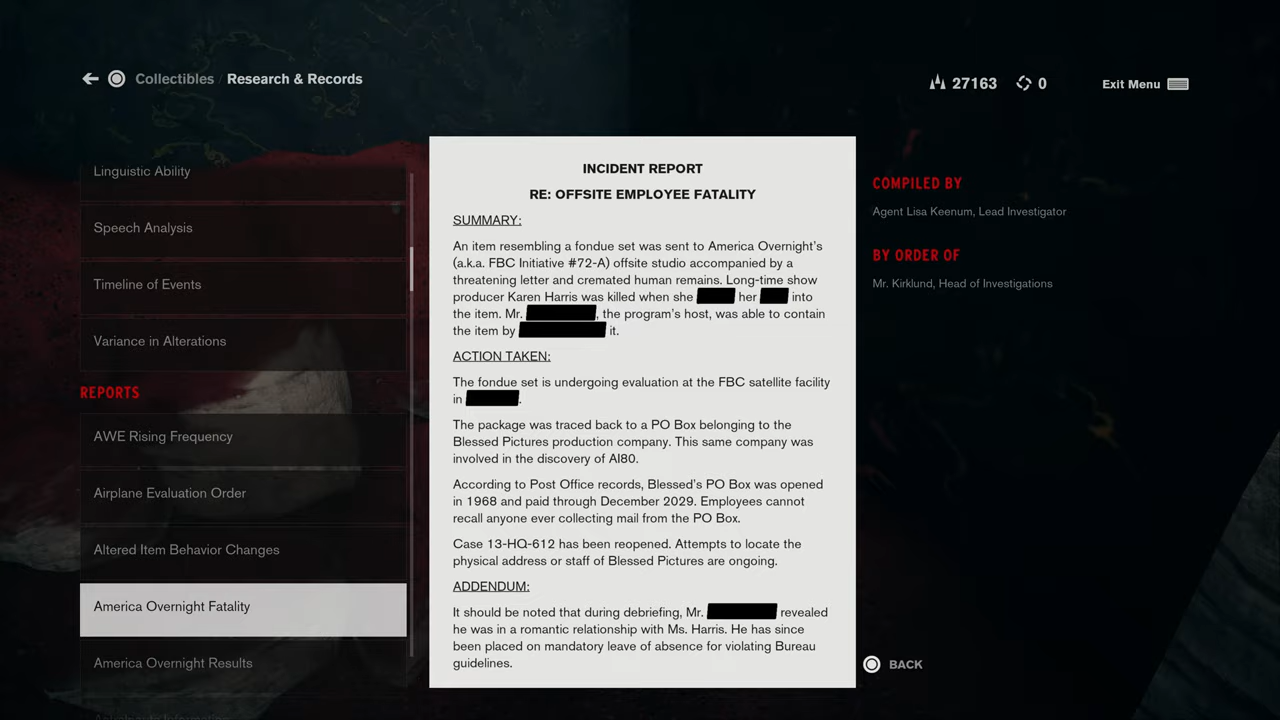 Collectibles / Research & Records
27163
0
Exit Menu
Linguistic Ability
Speech Analysis
Timeline of Events
Variance in Alterations
REPORTS
AWE Rising Frequency
Airplane Evaluation Order
Altered Item Behavior Changes
America Overnight Fatality
America Overnight Results
INCIDENT REPORT
RE: OFFSITE EMPLOYEE FATALITY
SUMMARY:
An item resembling a fondue set was sent to America Overnight's
(a.k.a. FBC Initiative #72-A) offsite studio accompanied by a
threatening letter and cremated human remains. Long-time show
producer Karen Harris was killed when she her into
the item. Mr. , the program's host, was able to contain
the item by it.
ACTION TAKEN:
The fondue set is undergoing evaluation at the FBC satellite facility
in .
The package was traced back to a PO Box belonging to the
Blessed Pictures production company. This same company was
involved in the discovery of AI80.
According to Post Office records, Blessed's PO Box was opened
in 1968 and paid through December 2029. Employees cannot
recall anyone ever collecting mail from the PO Box.
Case 13-HQ-612 has been reopened. Attempts to locate the
physical address or staff of Blessed Pictures are ongoing.
ADDENDUM:
It should be noted that during debriefing, Mr. revealed
he was in a romantic relationship with Ms. Harris. He has since
been placed on mandatory leave of absence for violating Bureau
guidelines.
COMPILED BY
Agent Lisa Keenum, Lead Investigator
BY ORDER OF
Mr. Kirklund, Head of Investigations
BACK